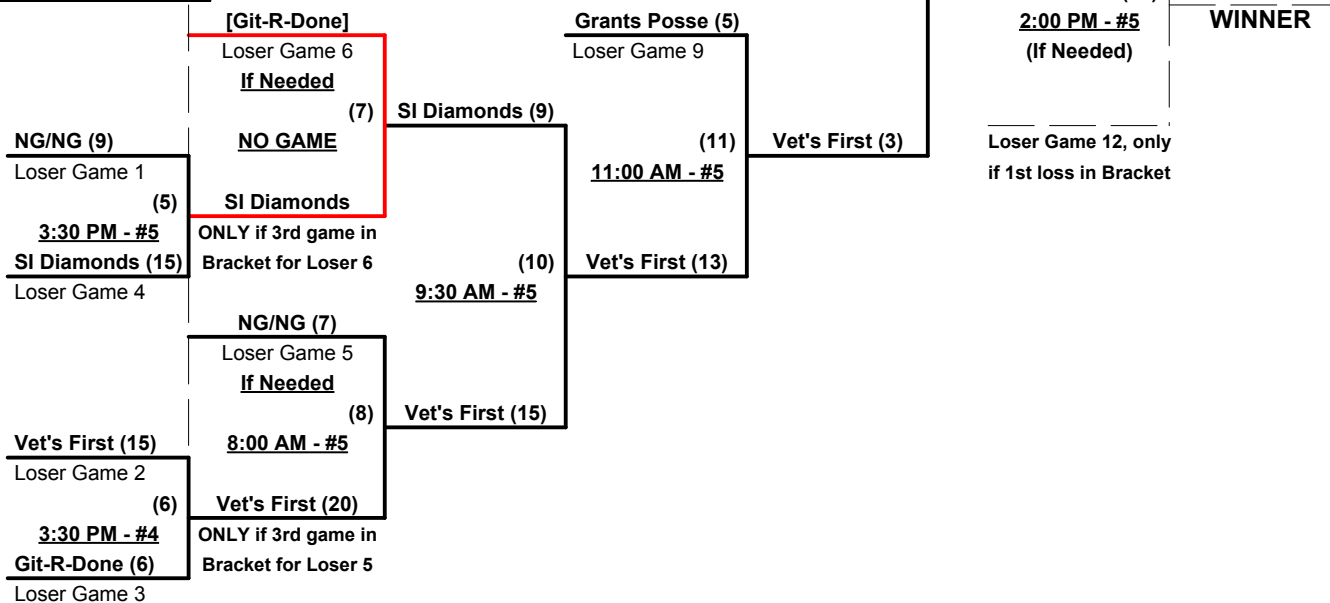 [Git-R-Done]
Loser Game 6
If Needed
(7)
NO GAME
SI Diamonds
ONLY if 3rd game in
Bracket for Loser 6
NG/NG (9)
Loser Game 1
(5)
3:30 PM - #5
SI Diamonds (15)
Loser Game 4
NG/NG (7)
Loser Game 5
If Needed
(8)
8:00 AM - #5
Vet's First (20)
ONLY if 3rd game in
Bracket for Loser 5
Vet's First (15)
Loser Game 2
(6)
3:30 PM - #4
Git-R-Done (6)
Loser Game 3
SI Diamonds (9)
(10)
9:30 AM - #5
Vet's First (15)
Grants Posse (5)
Loser Game 9
(11)
11:00 AM - #5
Vet's First (13)
Vet's First (3)
2:00 PM - #5
(If Needed)
Loser Game 12, only
if 1st loss in Bracket
WINNER